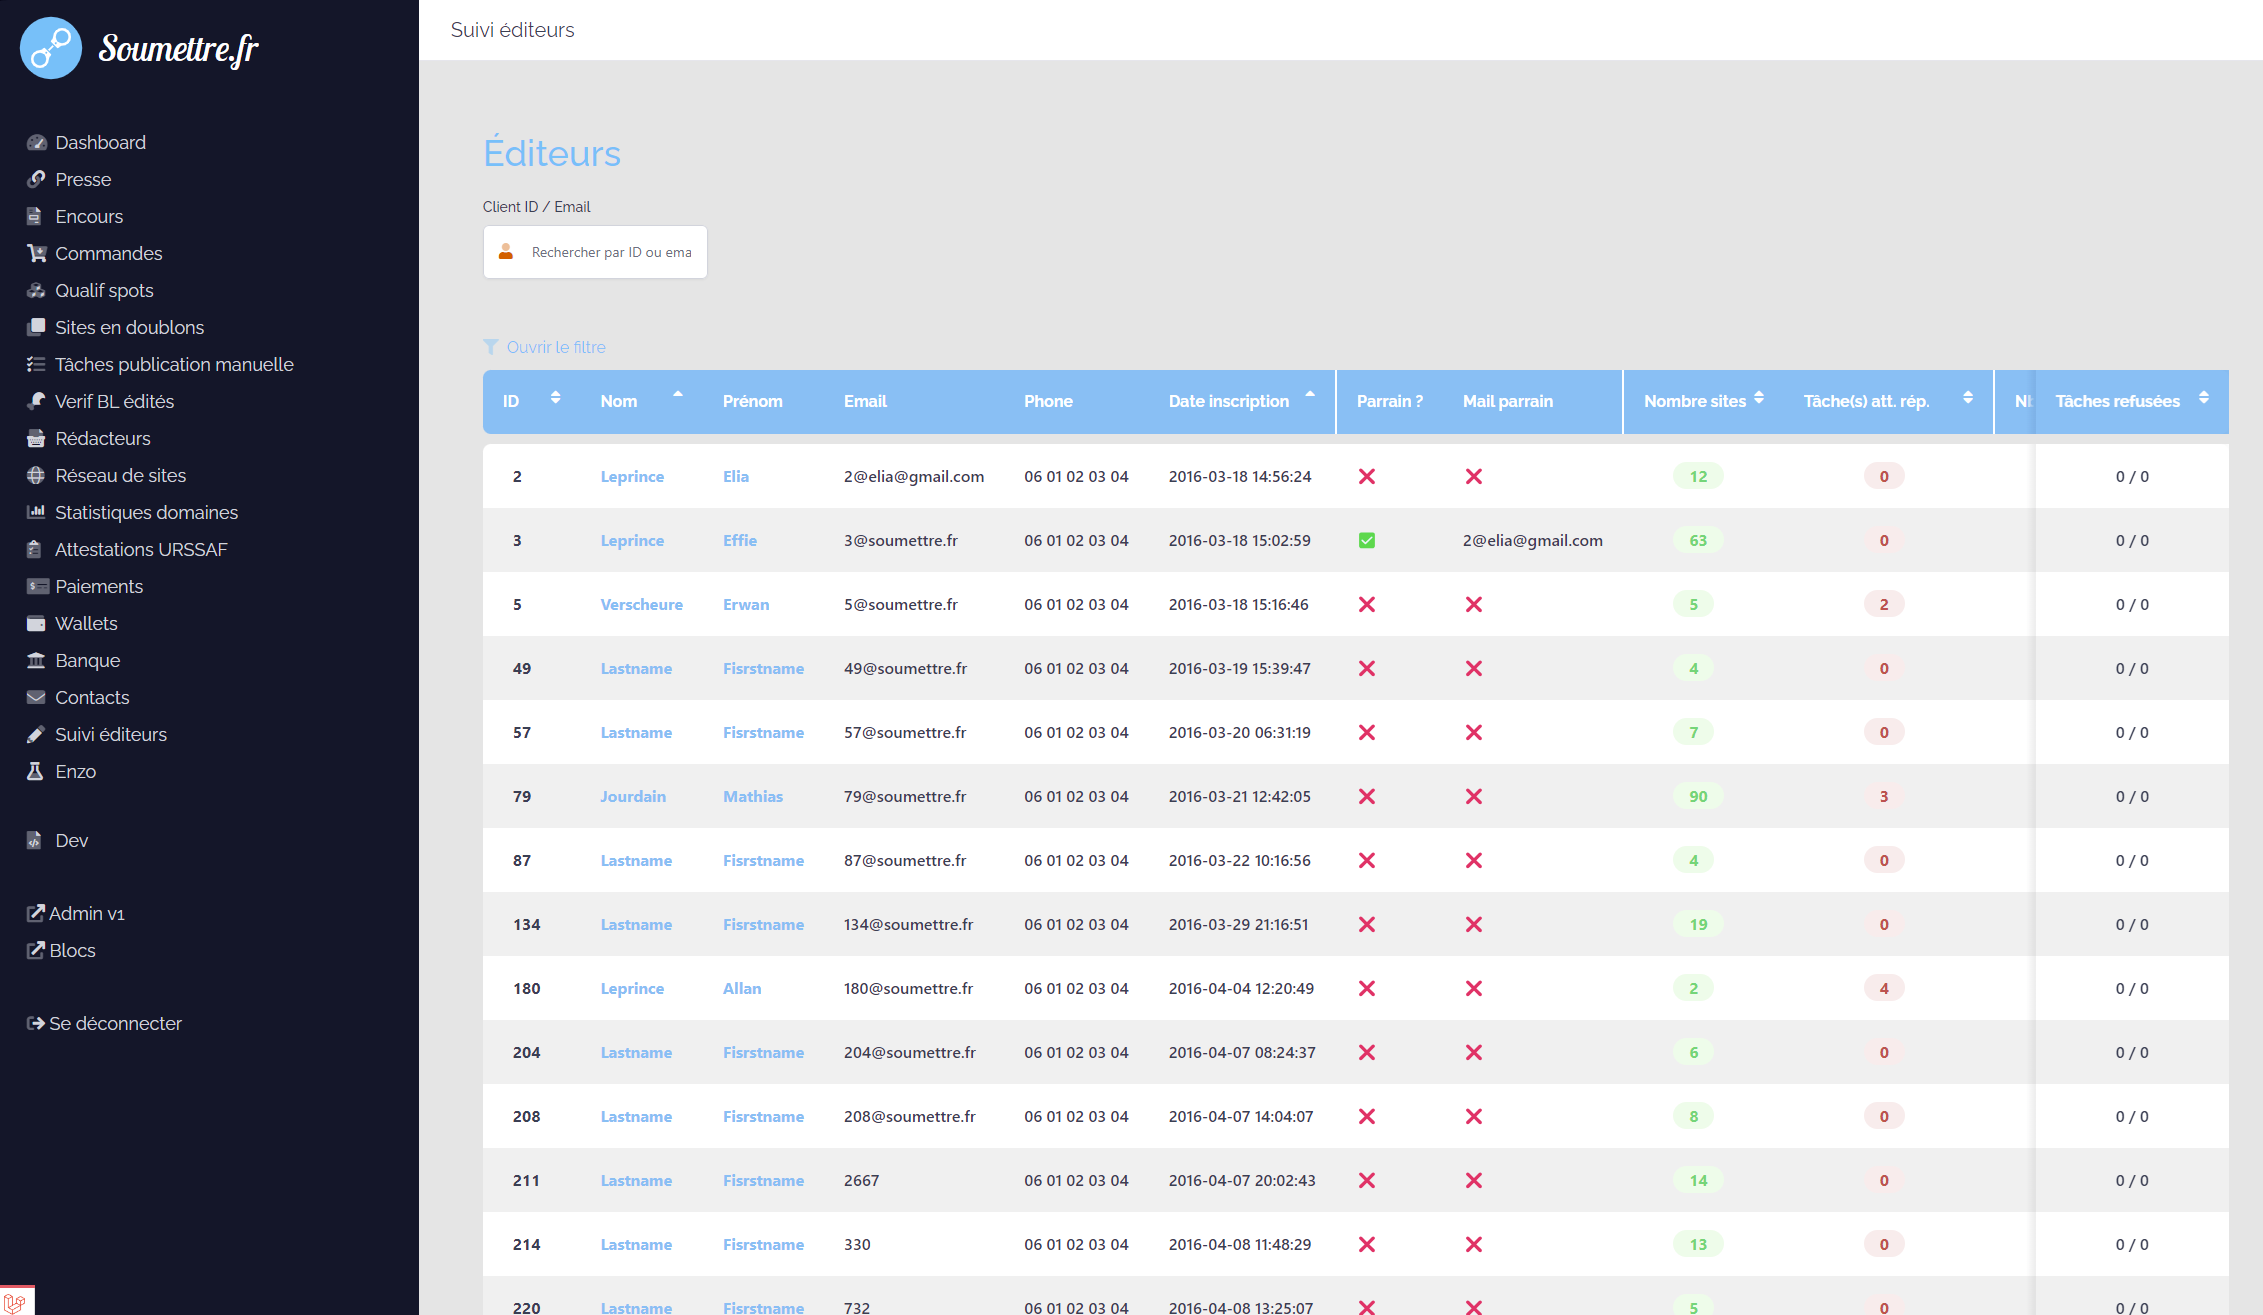 Soumettre.fr
Suivi éditeurs
Dashboard
Presse
Encours
Commandes
Qualif spots
Sites en doublons
Tâches publication manuelle
Verif BL édités
Rédacteurs
Réseau de sites
Statistiques domaines
Attestations URSSAF
Paiements
Wallets
Banque
Contacts
Suivi éditeurs
Enzo
Dev
Admin v1
Blocs
Se déconnecter
Éditeurs
Client ID / Email
Rechercher par ID ou ema
Ouvrir le filtre
ID Nom Prénom Email Phone Date inscription Parrain ? Mail parrain Nombre sites Tâche(s) att. rép. Tâches refusées
2 Leprince Elia 2@elia@gmail.com 06 01 02 03 04 2016-03-18 14:56:24 12 0 0 / 0
3 Leprince Effie 3@soumettre.fr 06 01 02 03 04 2016-03-18 15:02:59 2@elia@gmail.com 63 0 0 / 0
5 Verscheure Erwan 5@soumettre.fr 06 01 02 03 04 2016-03-18 15:16:46 5 2 0 / 0
49 Lastname Fisrstname 49@soumettre.fr 06 01 02 03 04 2016-03-19 15:39:47 4 0 0 / 0
57 Lastname Fisrstname 57@soumettre.fr 06 01 02 03 04 2016-03-20 06:31:19 7 0 0 / 0
79 Jourdain Mathias 79@soumettre.fr 06 01 02 03 04 2016-03-21 12:42:05 90 3 0 / 0
87 Lastname Fisrstname 87@soumettre.fr 06 01 02 03 04 2016-03-22 10:16:56 4 0 0 / 0
134 Lastname Fisrstname 134@soumettre.fr 06 01 02 03 04 2016-03-29 21:16:51 19 0 0 / 0
180 Leprince Allan 180@soumettre.fr 06 01 02 03 04 2016-04-04 12:20:49 2 4 0 / 0
204 Lastname Fisrstname 204@soumettre.fr 06 01 02 03 04 2016-04-07 08:24:37 6 0 0 / 0
208 Lastname Fisrstname 208@soumettre.fr 06 01 02 03 04 2016-04-07 14:04:07 8 0 0 / 0
211 Lastname Fisrstname 2667 06 01 02 03 04 2016-04-07 20:02:43 14 0 0 / 0
214 Lastname Fisrstname 330 06 01 02 03 04 2016-04-08 11:48:29 13 0 0 / 0
220 Lastname Fisrstname 732 06 01 02 03 04 2016-04-08 13:25:07 5 0 0 / 0